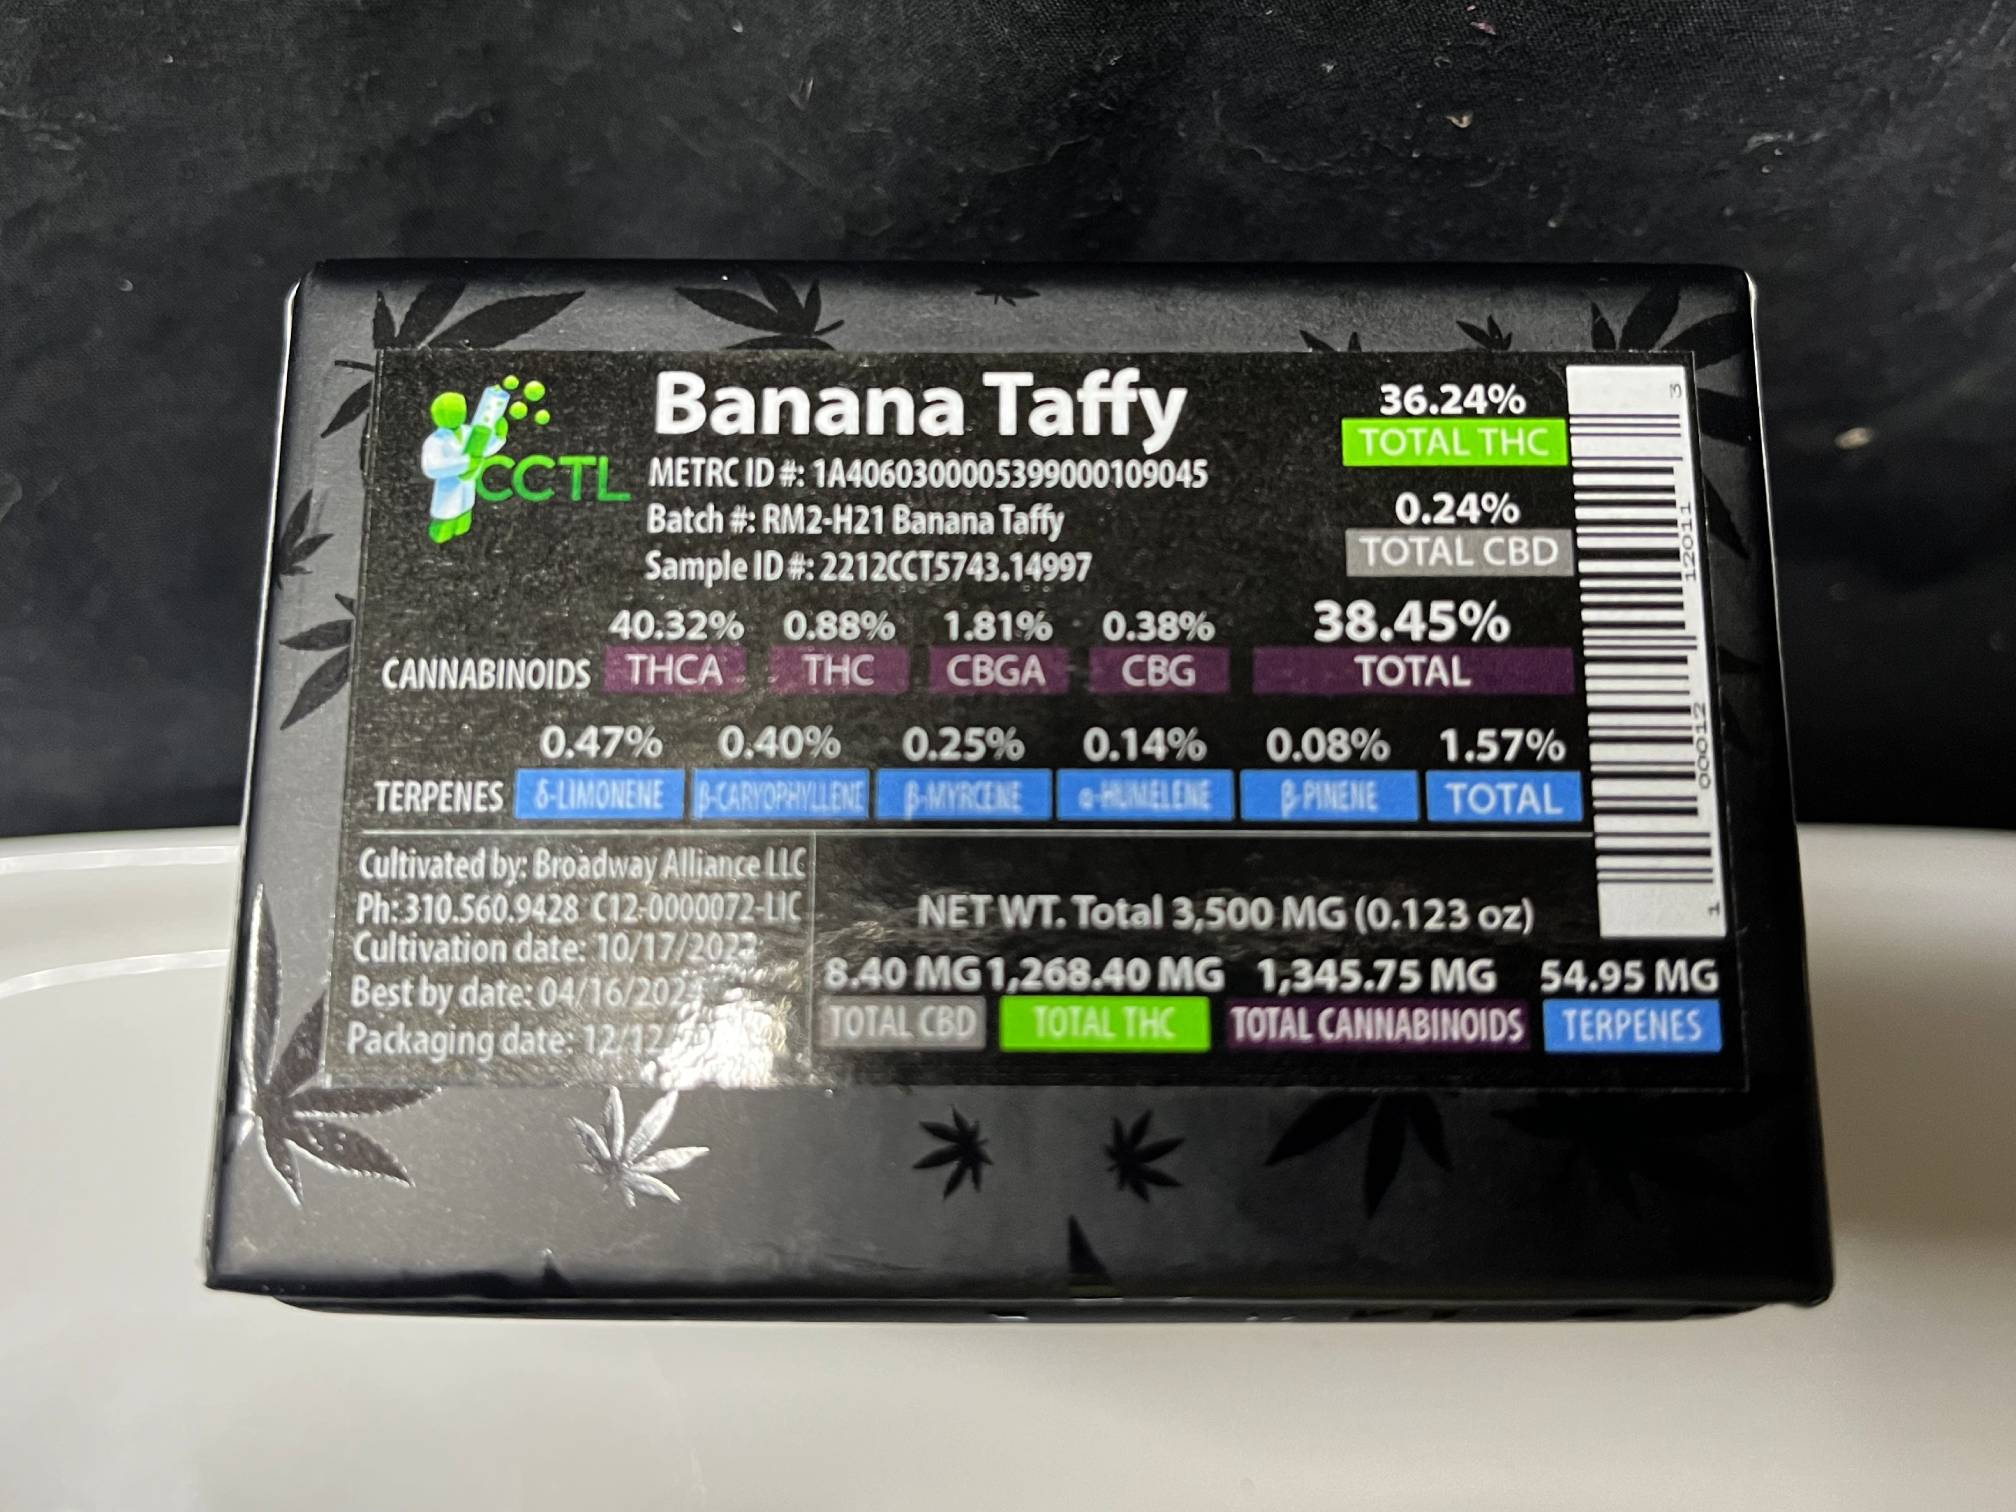 CCTL
Banana Taffy
METRC ID #: 1A4060300005399000109045
Batch #: RM2-H21 Banana Taffy
Sample ID #: 2212CCT5743.14997
36.24%
TOTAL THC
0.24%
TOTAL CBD
40.32% 0.88% 1.81% 0.38% 38.45%
CANNABINOIDS THCA THC CBGA CBG TOTAL
0.47% 0.40% 0.25% 0.14% 0.08% 1.57%
TERPENES δ-LIMONENE β-CARYOPHYLLENE β-MYRCENE α-HUMELENE β-PINENE TOTAL
Cultivated by: Broadway Alliance LLC
Ph: 310.560.9428 C12-0000072-LIC
Cultivation date: 10/17/2022
Best by date: 04/16/202
Packaging date: 12/12/
NET WT. Total 3,500 MG (0.123 oz)
8.40 MG 1,268.40 MG 1,345.75 MG 54.95 MG
TOTAL CBD TOTAL THC TOTAL CANNABINOIDS TERPENES
1 00012 12011 3